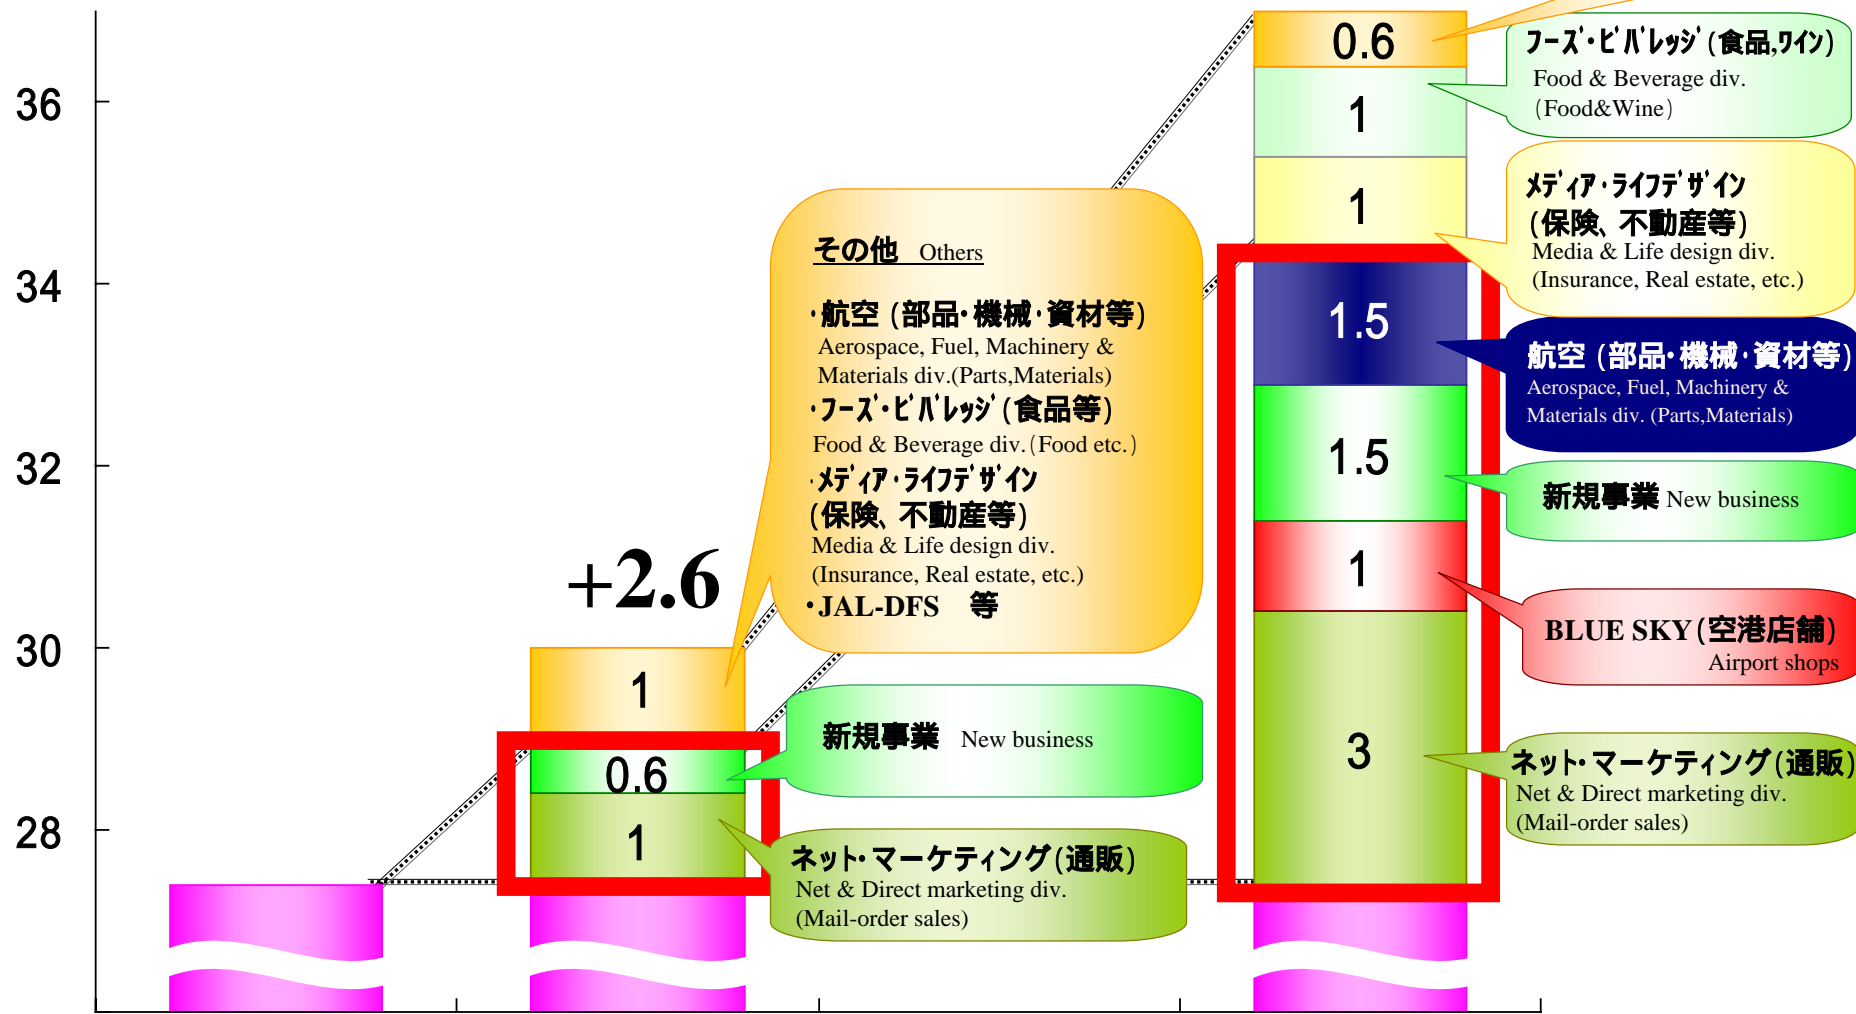 36
34
32
30
28
+2.6
1
0.6
1
その他 Others
・航空 (部品・機械・資材等)
Aerospace, Fuel, Machinery &
Materials div.(Parts,Materials)
・フーズ・ビバレッジ (食品等)
Food & Beverage div.(Food etc.)
・メディア・ライフデザイン
(保険、不動産等)
Media & Life design div.
(Insurance, Real estate, etc.)
・JAL-DFS 等
新規事業 New business
ネット・マーケティング(通販)
Net & Direct marketing div.
(Mail-order sales)
0.6
1
1
1.5
1.5
1
3
フーズ・ビバレッジ (食品,ワイン)
Food & Beverage div.
(Food&Wine)
メディア・ライフデザイン
(保険、不動産等)
Media & Life design div.
(Insurance, Real estate, etc.)
航空 (部品・機械・資材等)
Aerospace, Fuel, Machinery &
Materials div. (Parts,Materials)
新規事業 New business
BLUE SKY(空港店舗)
Airport shops
ネット・マーケティング(通販)
Net & Direct marketing div.
(Mail-order sales)